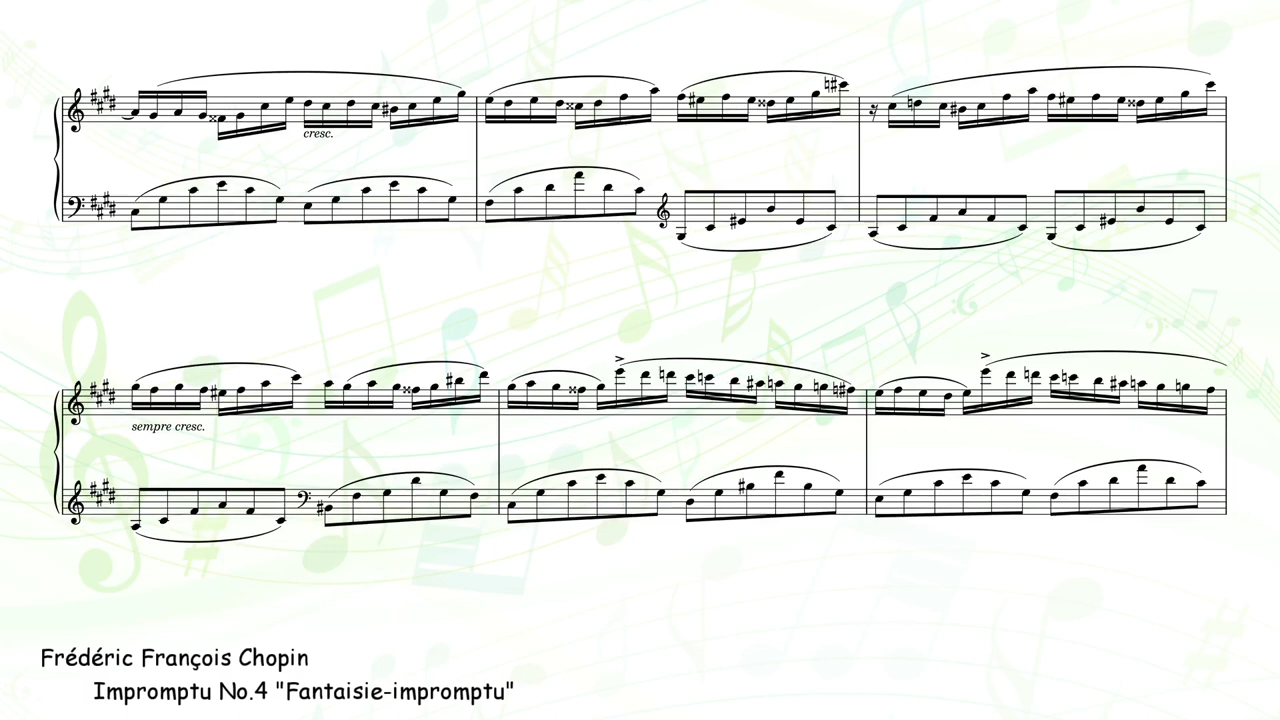 cresc.
sempre cresc.
Frédéric François Chopin
Impromptu No.4 "Fantaisie-impromptu"